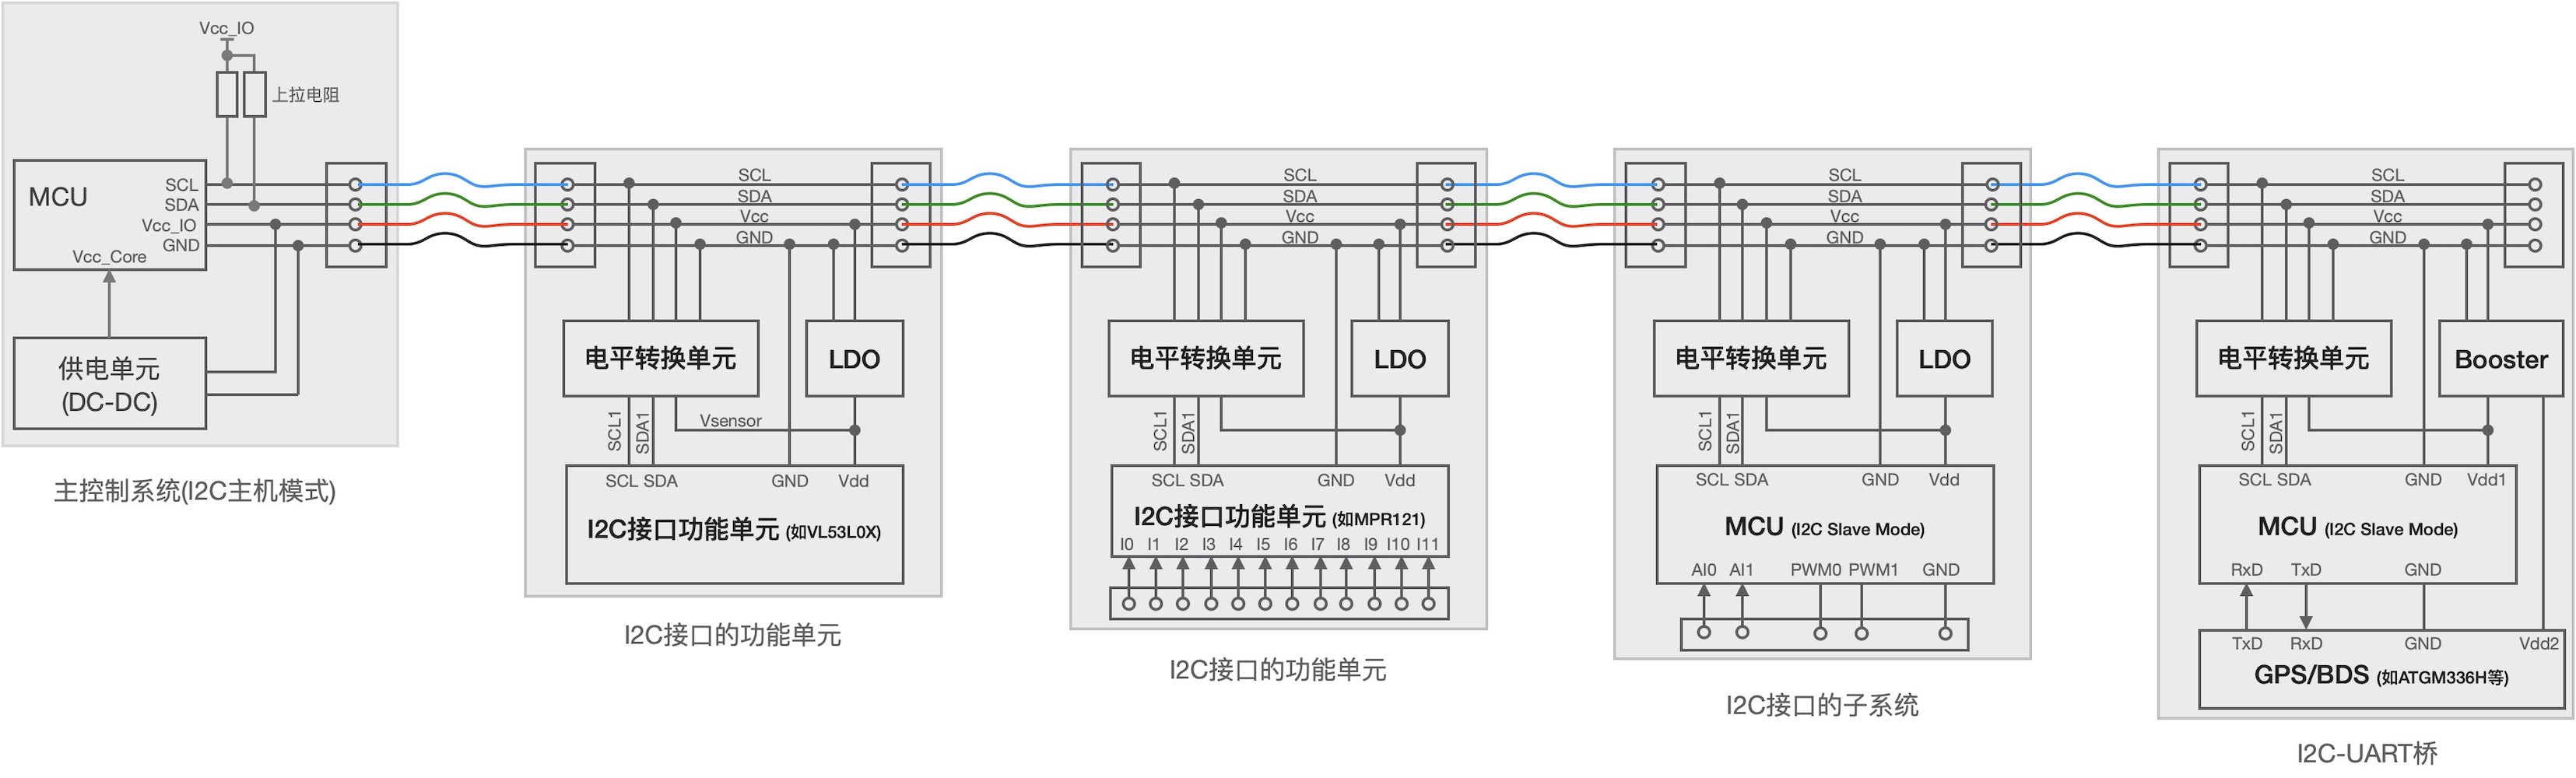 Vcc_IO
上拉电阻
MCU
SCL
SDA
Vcc_IO
GND
Vcc_Core
供电单元
(DC-DC)
主控制系统(I2C主机模式)
SCL
SDA
Vcc
GND
电平转换单元
LDO
SCL1
SDA1
Vsensor
SCL SDA GND Vdd
I2C接口功能单元 (如VL53L0X)
I2C接口的功能单元
SCL
SDA
Vcc
GND
电平转换单元
LDO
SCL1
SDA1
SCL SDA GND Vdd
I2C接口功能单元 (如MPR121)
I0 I1 I2 I3 I4 I5 I6 I7 I8 I9 I10 I11
I2C接口的功能单元
SCL
SDA
Vcc
GND
电平转换单元
LDO
SCL1
SDA1
SCL SDA GND Vdd
MCU (I2C Slave Mode)
AI0 AI1 PWM0 PWM1 GND
I2C接口的子系统
SCL
SDA
Vcc
GND
电平转换单元
Booster
SCL1
SDA1
SCL SDA GND Vdd1
MCU (I2C Slave Mode)
RxD TxD GND
TxD RxD GND Vdd2
GPS/BDS (如ATGM336H等)
I2C-UART桥